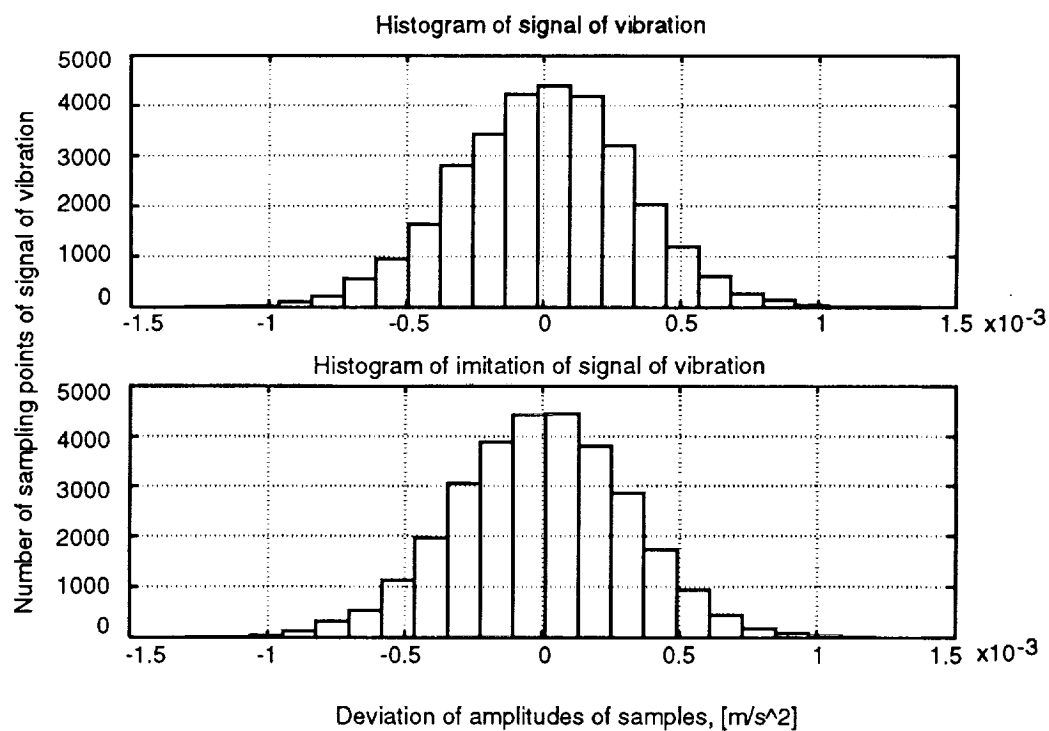 Histogram of signal of vibration
5000
4000
3000
2000
1000
0
-1.5 -1 -0.5 0 0.5 1 1.5 x10-3
Number of sampling points of signal of vibration
Histogram of imitation of signal of vibration
5000
4000
3000
2000
1000
0
-1.5 -1 -0.5 0 0.5 1 1.5 x10-3
Deviation of amplitudes of samples, [m/s^2]